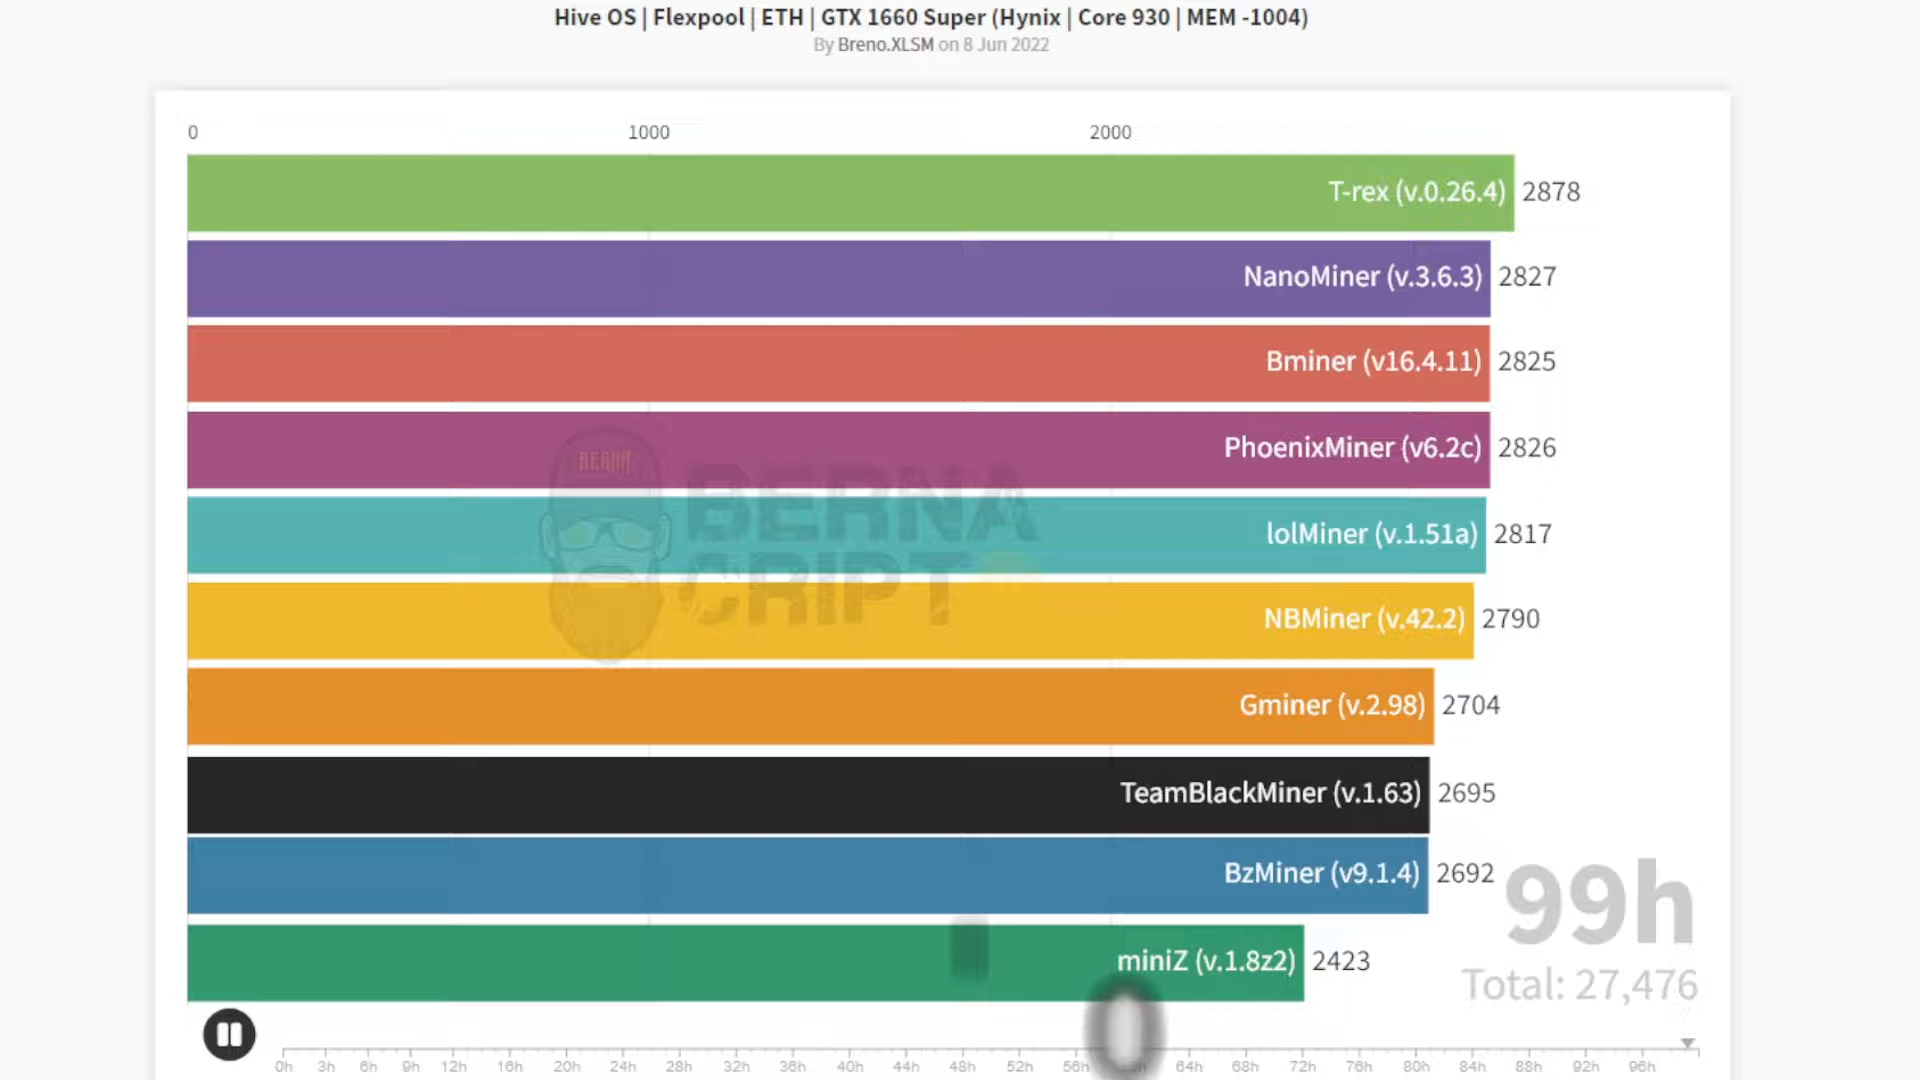 Hive OS | Flexpool | ETH | GTX 1660 Super (Hynix | Core 930 | MEM -1004)
By Breno.XLSM on 8 Jun 2022
0 1000 2000
T-rex (v.0.26.4) 2878
NanoMiner (v.3.6.3) 2827
Bminer (v16.4.11) 2825
PhoenixMiner (v6.2c) 2826
BERNA
BERNA
lolMiner (v.1.51a) 2817
CRIPT
NBMiner (v.42.2) 2790
Gminer (v.2.98) 2704
TeamBlackMiner (v.1.63) 2695
BzMiner (v9.1.4) 2692
99h
miniZ (v.1.8z2) 2423
Total: 27,476
0h 3h 6h 9h 12h 16h 20h 24h 28h 32h 36h 40h 44h 48h 52h 56h 64h 68h 72h 76h 80h 84h 88h 92h 96h